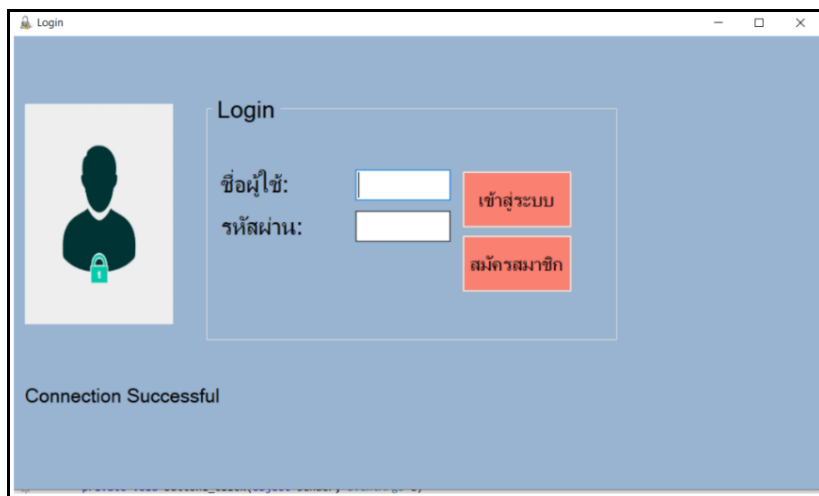 Login
Login
ชื่อผู้ใช้:
รหัสผ่าน:
เข้าสู่ระบบ
สมัครสมาชิก
Connection Successful